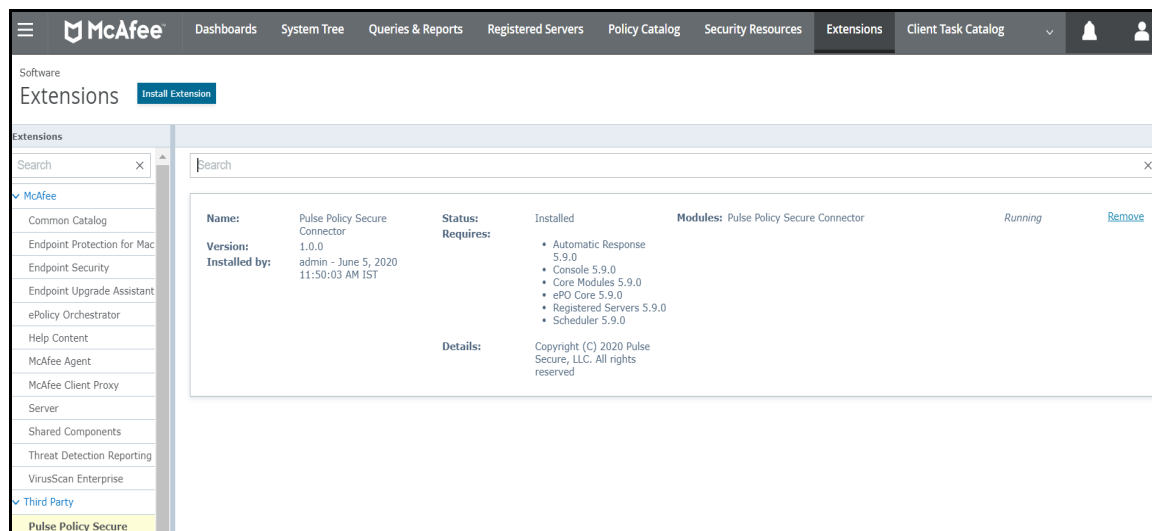 McAfee™
Dashboards
System Tree
Queries & Reports
Registered Servers
Policy Catalog
Security Resources
Extensions
Client Task Catalog
Software
Extensions
Install Extension
Extensions
Search
McAfee
Common Catalog
Endpoint Protection for Mac
Endpoint Security
Endpoint Upgrade Assistant
ePolicy Orchestrator
Help Content
McAfee Agent
McAfee Client Proxy
Server
Shared Components
Threat Detection Reporting
VirusScan Enterprise
Third Party
Pulse Policy Secure
Search
Name:
Pulse Policy Secure
Connector
Version:
1.0.0
Installed by:
admin - June 5, 2020
11:50:03 AM IST
Status:
Installed
Requires:
• Automatic Response
5.9.0
• Console 5.9.0
• Core Modules 5.9.0
• ePO Core 5.9.0
• Registered Servers 5.9.0
• Scheduler 5.9.0
Details:
Copyright (C) 2020 Pulse
Secure, LLC. All rights
reserved
Modules: Pulse Policy Secure Connector
Running
Remove